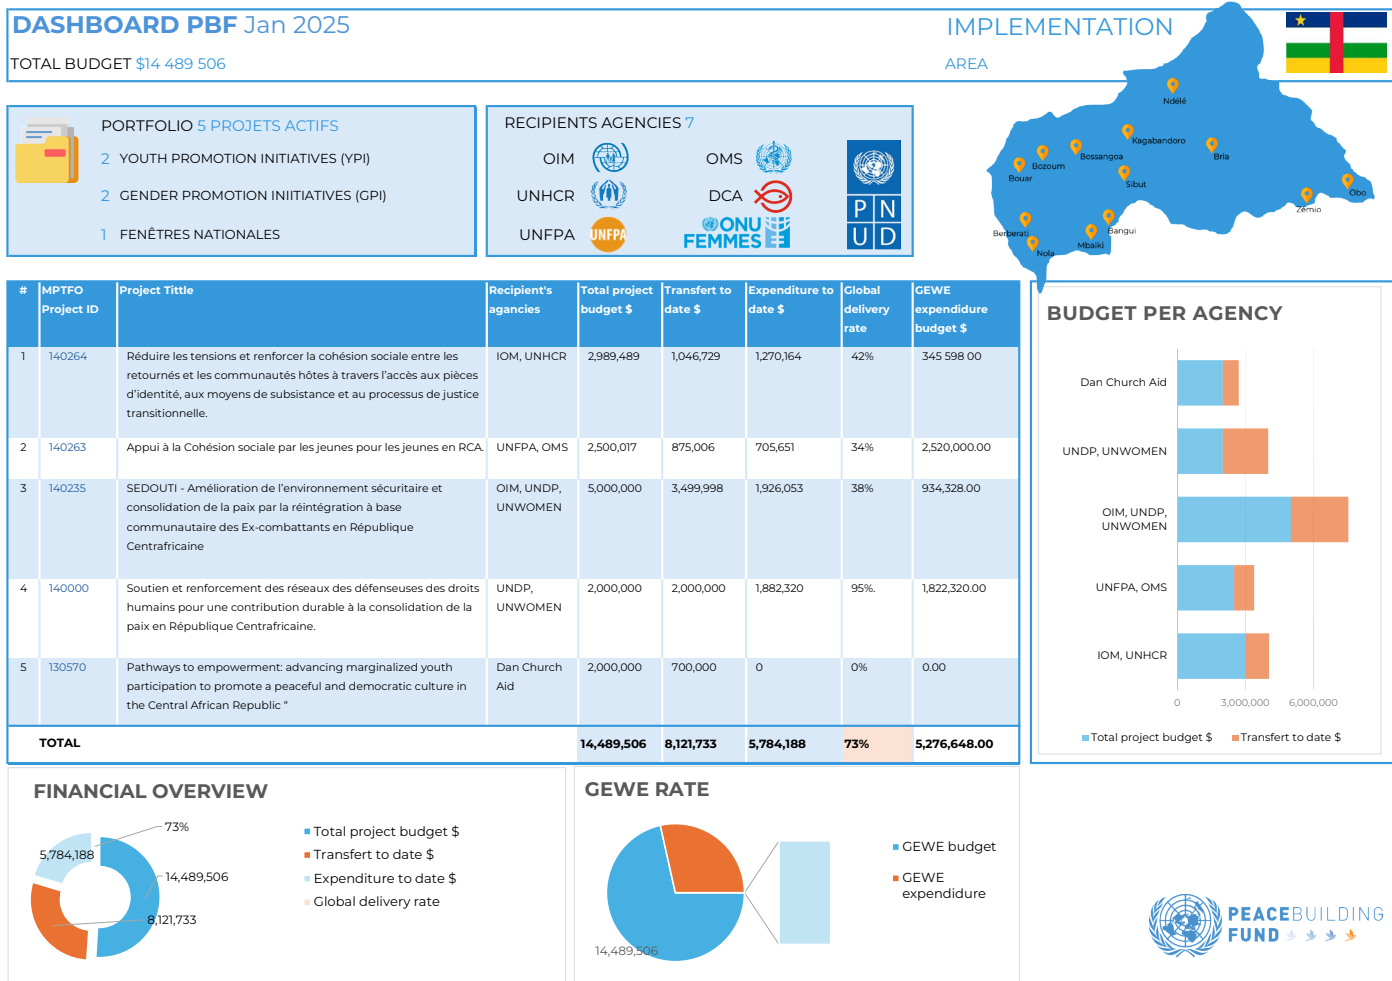 DASHBOARD PBF Jan 2025
TOTAL BUDGET $14 489 506
IMPLEMENTATION
AREA
Ndélé
Kagabandoro
Bria
Bossangoa
Bozoum
Bouar
Sibut
Obo
Zémio
Berberati
Bangui
Mbaiki
Nola
PORTFOLIO 5 PROJETS ACTIFS
2 YOUTH PROMOTION INITIATIVES (YPI)
2 GENDER PROMOTION INIITIATIVES (GPI)
1 FENÊTRES NATIONALES
RECIPIENTS AGENCIES 7
OIM
OMS
UNHCR
DCA
UNFPA
UNFPA
ONU
FEMMES
P N
U D
# MPTFO Project ID Project Tittle Recipient's agancies Total project budget $ Transfert to date $ Expenditure to date $ Global delivery rate GEWE expendidure budget $
1 140264 Réduire les tensions et renforcer la cohésion sociale entre les IOM, UNHCR 2,989,489 1,046,729 1,270,164 42% 345 598 00
retournés et les communautés hôtes à travers l'accès aux pièces
d'identité, aux moyens de subsistance et au processus de justice
transitionnelle.
2 140263 Appui à la Cohésion sociale par les jeunes pour les jeunes en RCA. UNFPA, OMS 2,500,017 875,006 705,651 34% 2,520,000.00
3 140235 SEDOUTI - Amélioration de l'environnement sécuritaire et OIM, UNDP, 5,000,000 3,499,998 1,926,053 38% 934,328.00
consolidation de la paix par la réintégration à base UNWOMEN
communautaire des Ex-combattants en République
Centrafricaine
4 140000 Soutien et renforcement des réseaux des défenseuses des droits UNDP, 2,000,000 2,000,000 1,882,320 95%. 1,822,320.00
humains pour une contribution durable à la consolidation de la UNWOMEN
paix en République Centrafricaine.
5 130570 Pathways to empowerment: advancing marginalized youth Dan Church 2,000,000 700,000 0 0% 0.00
participation to promote a peaceful and democratic culture in Aid
the Central African Republic "
TOTAL 14,489,506 8,121,733 5,784,188 73% 5,276,648.00
BUDGET PER AGENCY
Dan Church Aid
UNDP, UNWOMEN
OIM, UNDP,
UNWOMEN
UNFPA, OMS
IOM, UNHCR
0 3,000,000 6,000,000
Total project budget $ Transfert to date $
FINANCIAL OVERVIEW
73%
5,784,188
14,489,506
8,121,733
Total project budget $
Transfert to date $
Expenditure to date $
Global delivery rate
GEWE RATE
14,489,506
GEWE budget
GEWE
expendidure
PEACEBUILDING
FUND